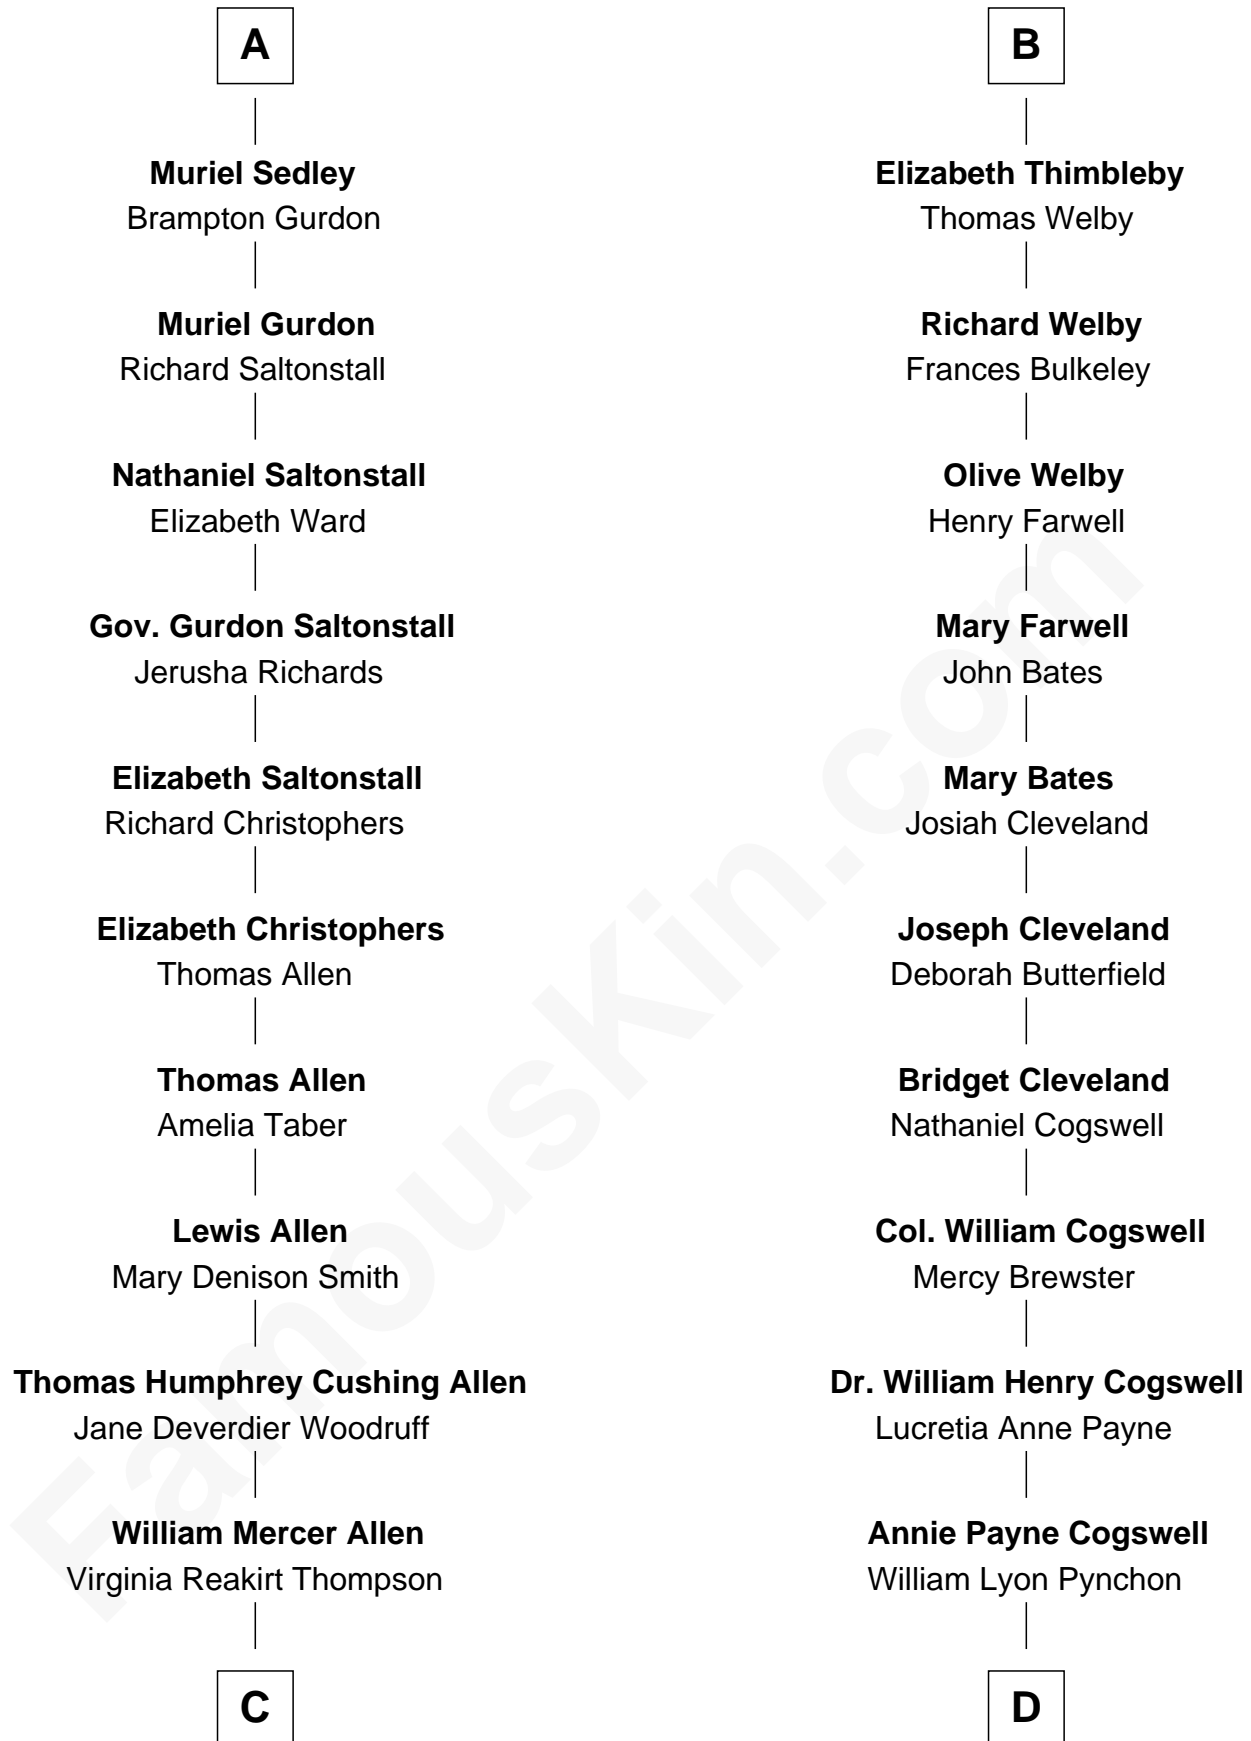 A
Muriel Sedley
Brampton Gurdon
Muriel Gurdon
Richard Saltonstall
Nathaniel Saltonstall
Elizabeth Ward
Gov. Gurdon Saltonstall
Jerusha Richards
Elizabeth Saltonstall
Richard Christophers
Elizabeth Christophers
Thomas Allen
Thomas Allen
Amelia Taber
Lewis Allen
Mary Denison Smith
Thomas Humphrey Cushing Allen
Jane Deverdier Woodruff
William Mercer Allen
Virginia Reakirt Thompson
C
B
Elizabeth Thimbleby
Thomas Welby
Richard Welby
Frances Bulkeley
Olive Welby
Henry Farwell
Mary Farwell
John Bates
Mary Bates
Josiah Cleveland
Joseph Cleveland
Deborah Butterfield
Bridget Cleveland
Nathaniel Cogswell
Col. William Cogswell
Mercy Brewster
Dr. William Henry Cogswell
Lucretia Anne Payne
Annie Payne Cogswell
William Lyon Pynchon
D
FamousKin.com